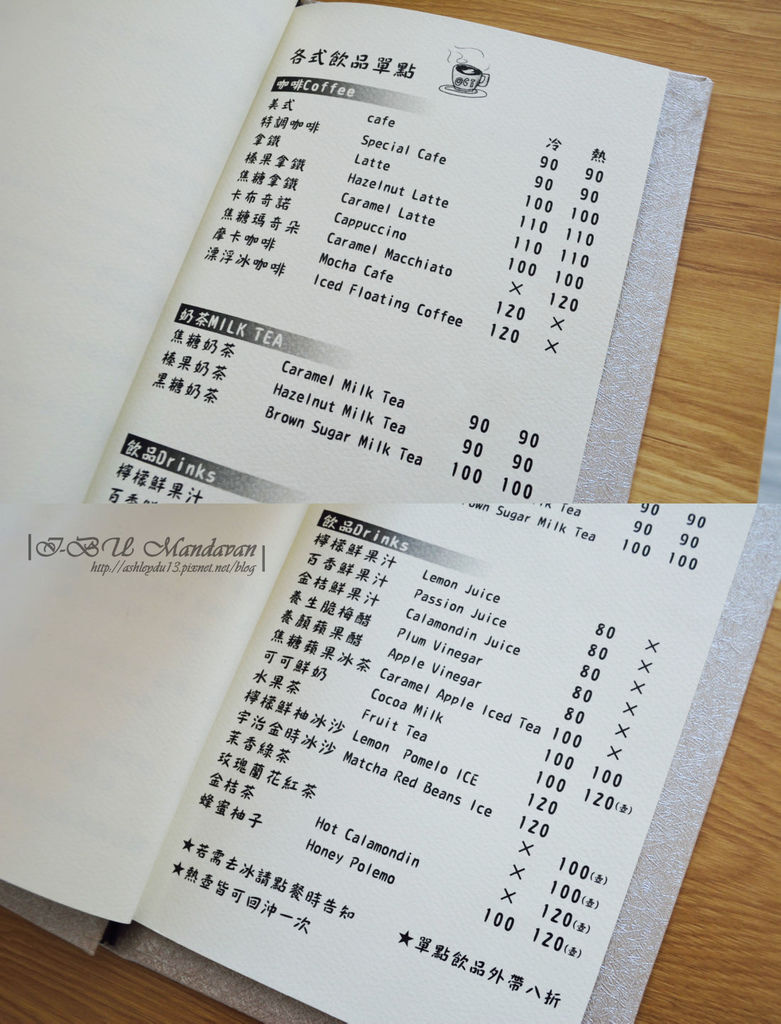 各式飲品單點
咖啡Coffee
冷 熱
美式 cafe 90 90
特調咖啡 Special Cafe 90 90
拿鐵 Latte 100 100
榛果拿鐵 Hazelnut Latte 110 110
焦糖拿鐵 Caramel Latte 110 110
卡布奇諾 Cappuccino 100 100
焦糖瑪奇朵 Caramel Macchiato × 120
摩卡咖啡 Mocha Cafe 120 ×
漂浮冰咖啡 Iced Floating Coffee 120 ×
奶茶MILK TEA
焦糖奶茶 Caramel Milk Tea 90 90
榛果奶茶 Hazelnut Milk Tea 90 90
黑糖奶茶 Brown Sugar Milk Tea 100 100
飲品Drinks
檸檬鮮果汁
百香鮮
I-BU Mandavan
http://ashleydu13.pixnet.net/blog
90 90
Milk Tea 90 90
Brown Sugar Milk Tea 100 100
飲品Drinks
檸檬鮮果汁 Lemon Juice 80 ×
百香鮮果汁 Passion Juice 80 ×
金桔鮮果汁 Calamondin Juice 80 ×
養生脆梅醋 Plum Vinegar 80 ×
養顏蘋果醋 Apple Vinegar 80 ×
焦糖蘋果冰茶 Caramel Apple Iced Tea 100 ×
可可鮮奶 Cocoa Milk 100 100
水果茶 Fruit Tea 100 120(壺)
檸檬鮮柚冰沙 Lemon Pomelo ICE 120
宇治金時冰沙 Matcha Red Beans Ice 120
茉香綠茶 × 100(壺)
玫瑰蘭花紅茶 × 100(壺)
金桔茶 Hot Calamondin × 120(壺)
蜂蜜柚子 Honey Polemo 100 120(壺)
★若需去冰請點餐時告知
★熱壺皆可回沖一次
★單點飲品外帶八折